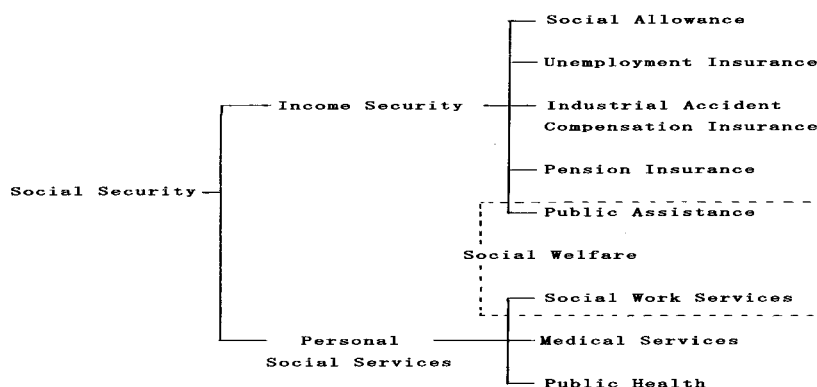 Social Allowance
Unemployment Insurance
Income Security
Industrial Accident
Compensation Insurance
Pension Insurance
Social Security
Public Assistance
Social Welfare
Social Work Services
Personal
Social Services
Medical Services
Public Health